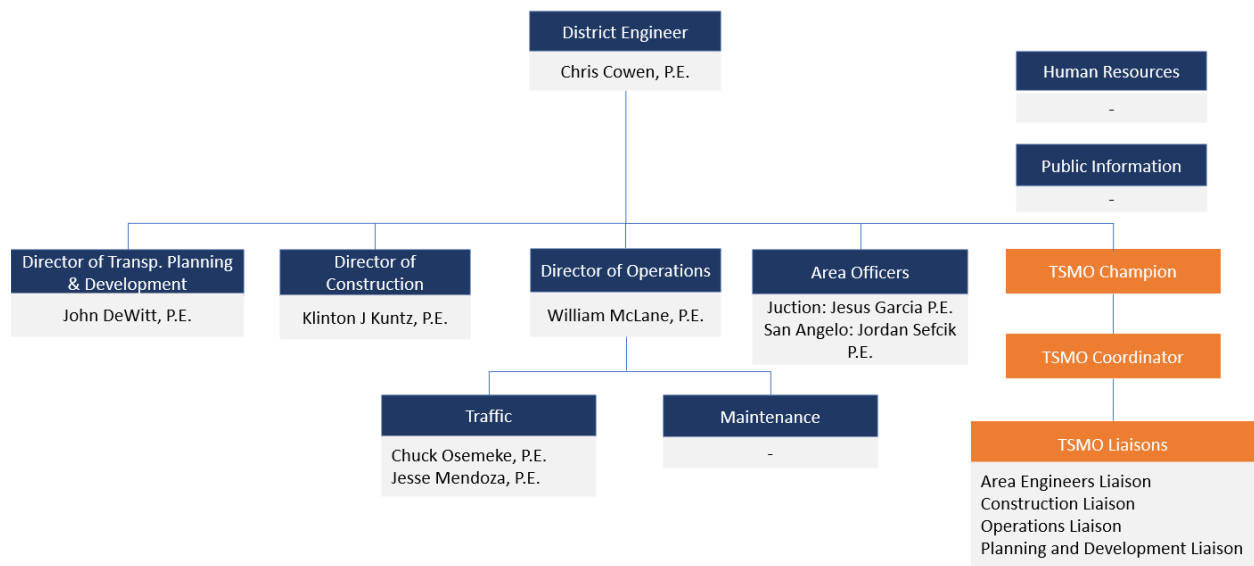 District Engineer
Chris Cowen, P.E.
Human Resources
-
Public Information
-
Director of Transp. Planning
& Development
John DeWitt, P.E.
Director of
Construction
Klinton J Kuntz, P.E.
Director of Operations
William McLane, P.E.
Area Officers
Juction: Jesus Garcia P.E.
San Angelo: Jordan Sefcik
P.E.
TSMO Champion
TSMO Coordinator
Traffic
Chuck Osemeke, P.E.
Jesse Mendoza, P.E.
Maintenance
-
TSMO Liaisons
Area Engineers Liaison
Construction Liaison
Operations Liaison
Planning and Development Liaison